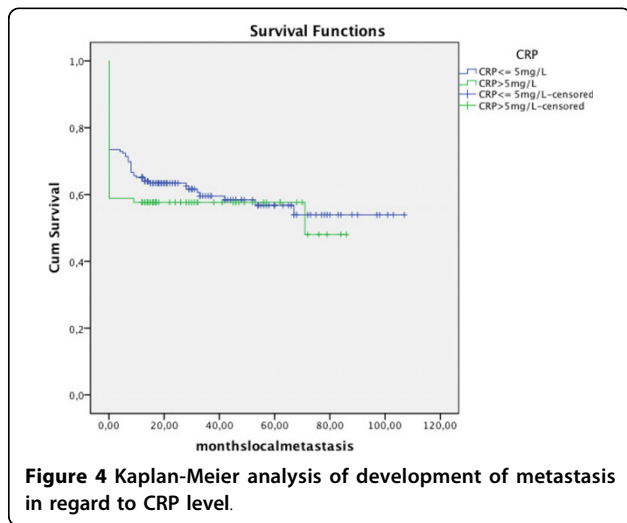 Survival Functions
CRP
CRP<= 5mg/L
CRP>5mg/L
CRP<= 5mg/L-censored
CRP>5mg/L-censored
1,0
0,8
0,6
0,4
0,2
0,0
Cum Survival
0,00 20,00 40,00 60,00 80,00 100,00 120,00
monthslocalmetastasis
Figure 4 Kaplan-Meier analysis of development of metastasis
in regard to CRP level.